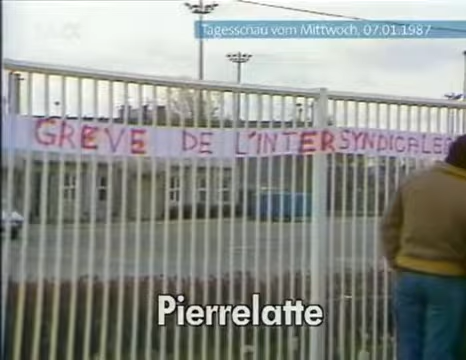 Tagesschau vom Mittwoch, 07.01.1987
GREVE DE L'INTERSYNDICALE
Pierrelatte